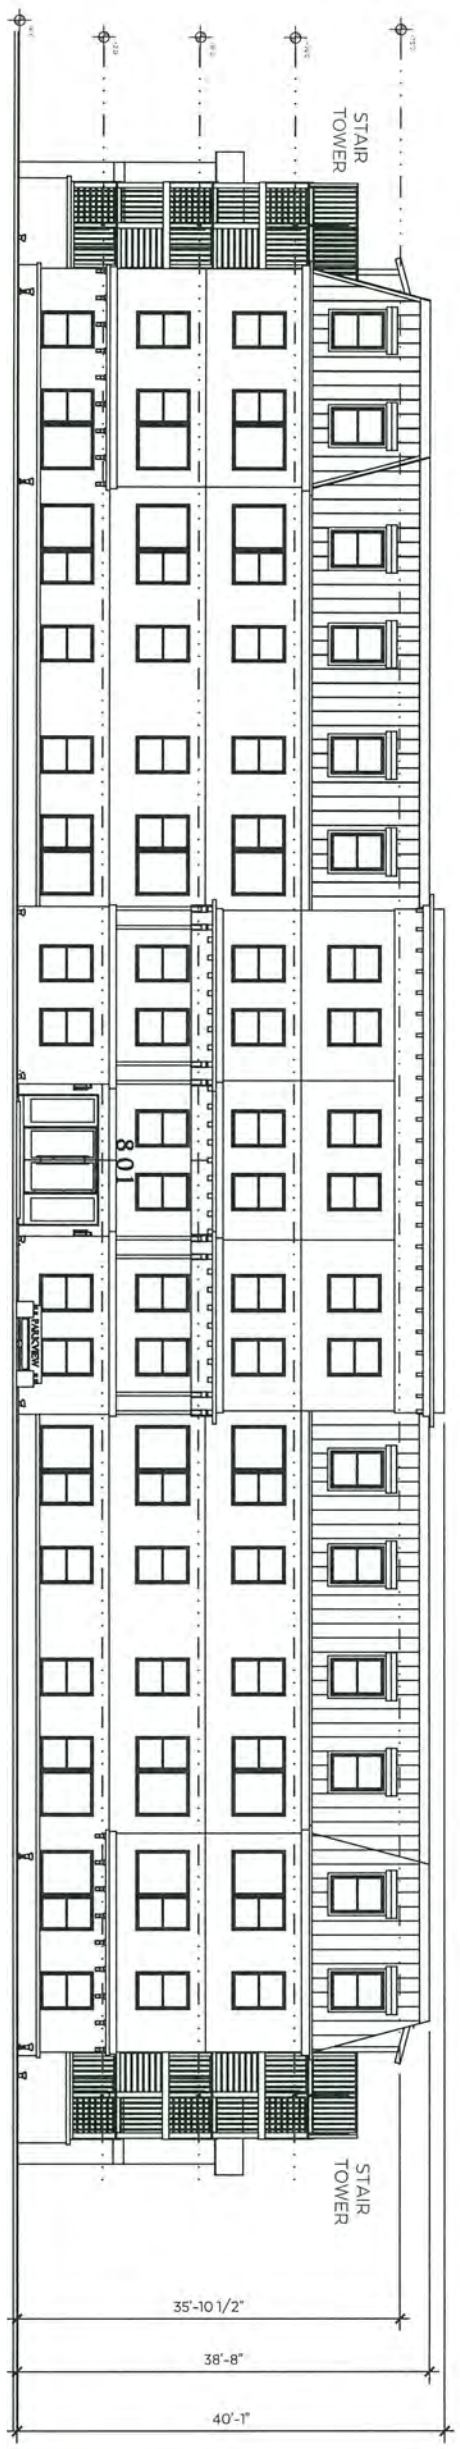 STAIR
TOWER
801
PARKVIEW
STAIR
TOWER
35'-10 1/2"
38'-8"
40'-1"